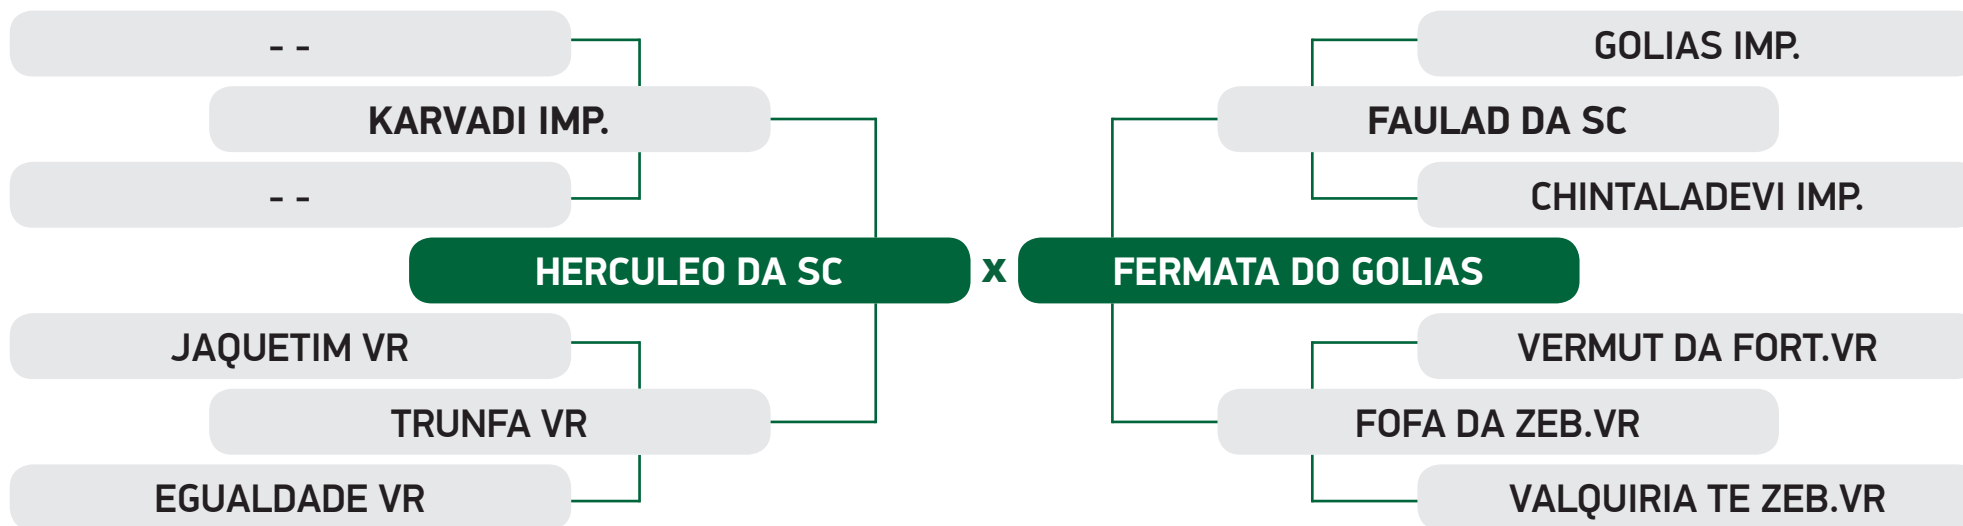 - -
GOLIAS IMP.
KARVADI IMP.
FAULAD DA SC
- -
CHINTALADEVI IMP.
HERCULEO DA SC x FERMATA DO GOLIAS
JAQUETIM VR
VERMUT DA FORT.VR
TRUNFA VR
FOFA DA ZEB.VR
EGUALDADE VR
VALQUIRIA TE ZEB.VR